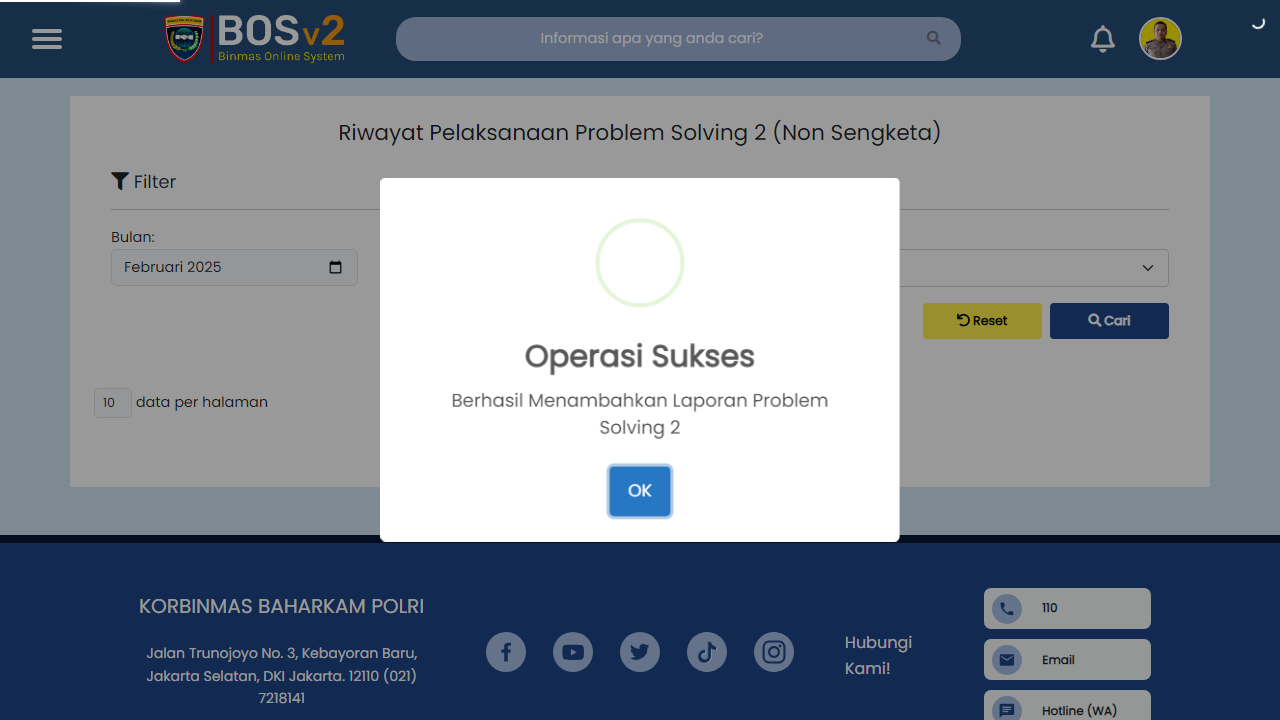 BOSv2
Binmas Online System
Informasi apa yang anda cari?
Riwayat Pelaksanaan Problem Solving 2 (Non Sengketa)
Filter
Bulan:
Februari 2025
Reset
Cari
10 data per halaman
Operasi Sukses
Berhasil Menambahkan Laporan Problem
Solving 2
OK
KORBINMAS BAHARKAM POLRI
Jalan Trunojoyo No. 3, Kebayoran Baru,
Jakarta Selatan, DKI Jakarta. 12110 (021)
7218141
Hubungi
Kami!
110
Email
Hotline (WA)